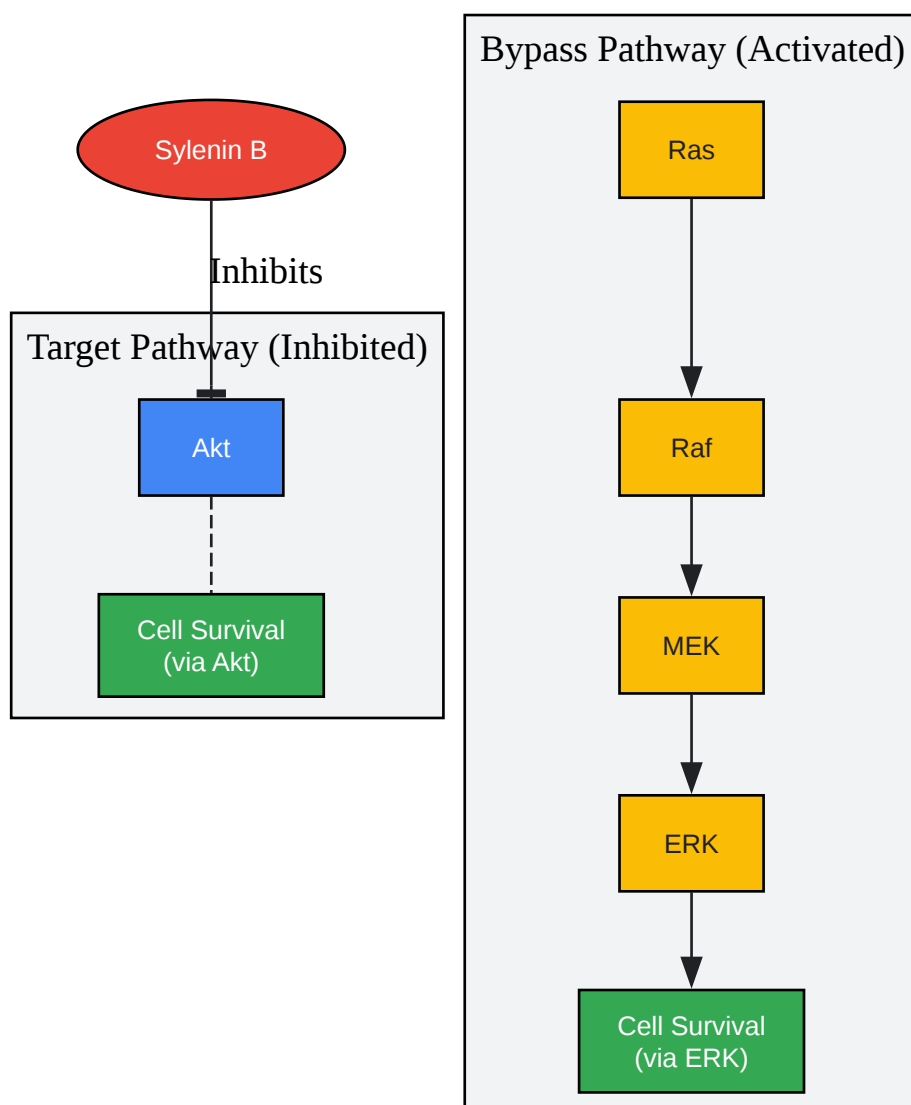 Bypass Pathway (Activated)
Sylenin B
Ras
Inhibits
Target Pathway (Inhibited)
Akt
Raf
Cell Survival
(via Akt)
MEK
ERK
Cell Survival
(via ERK)